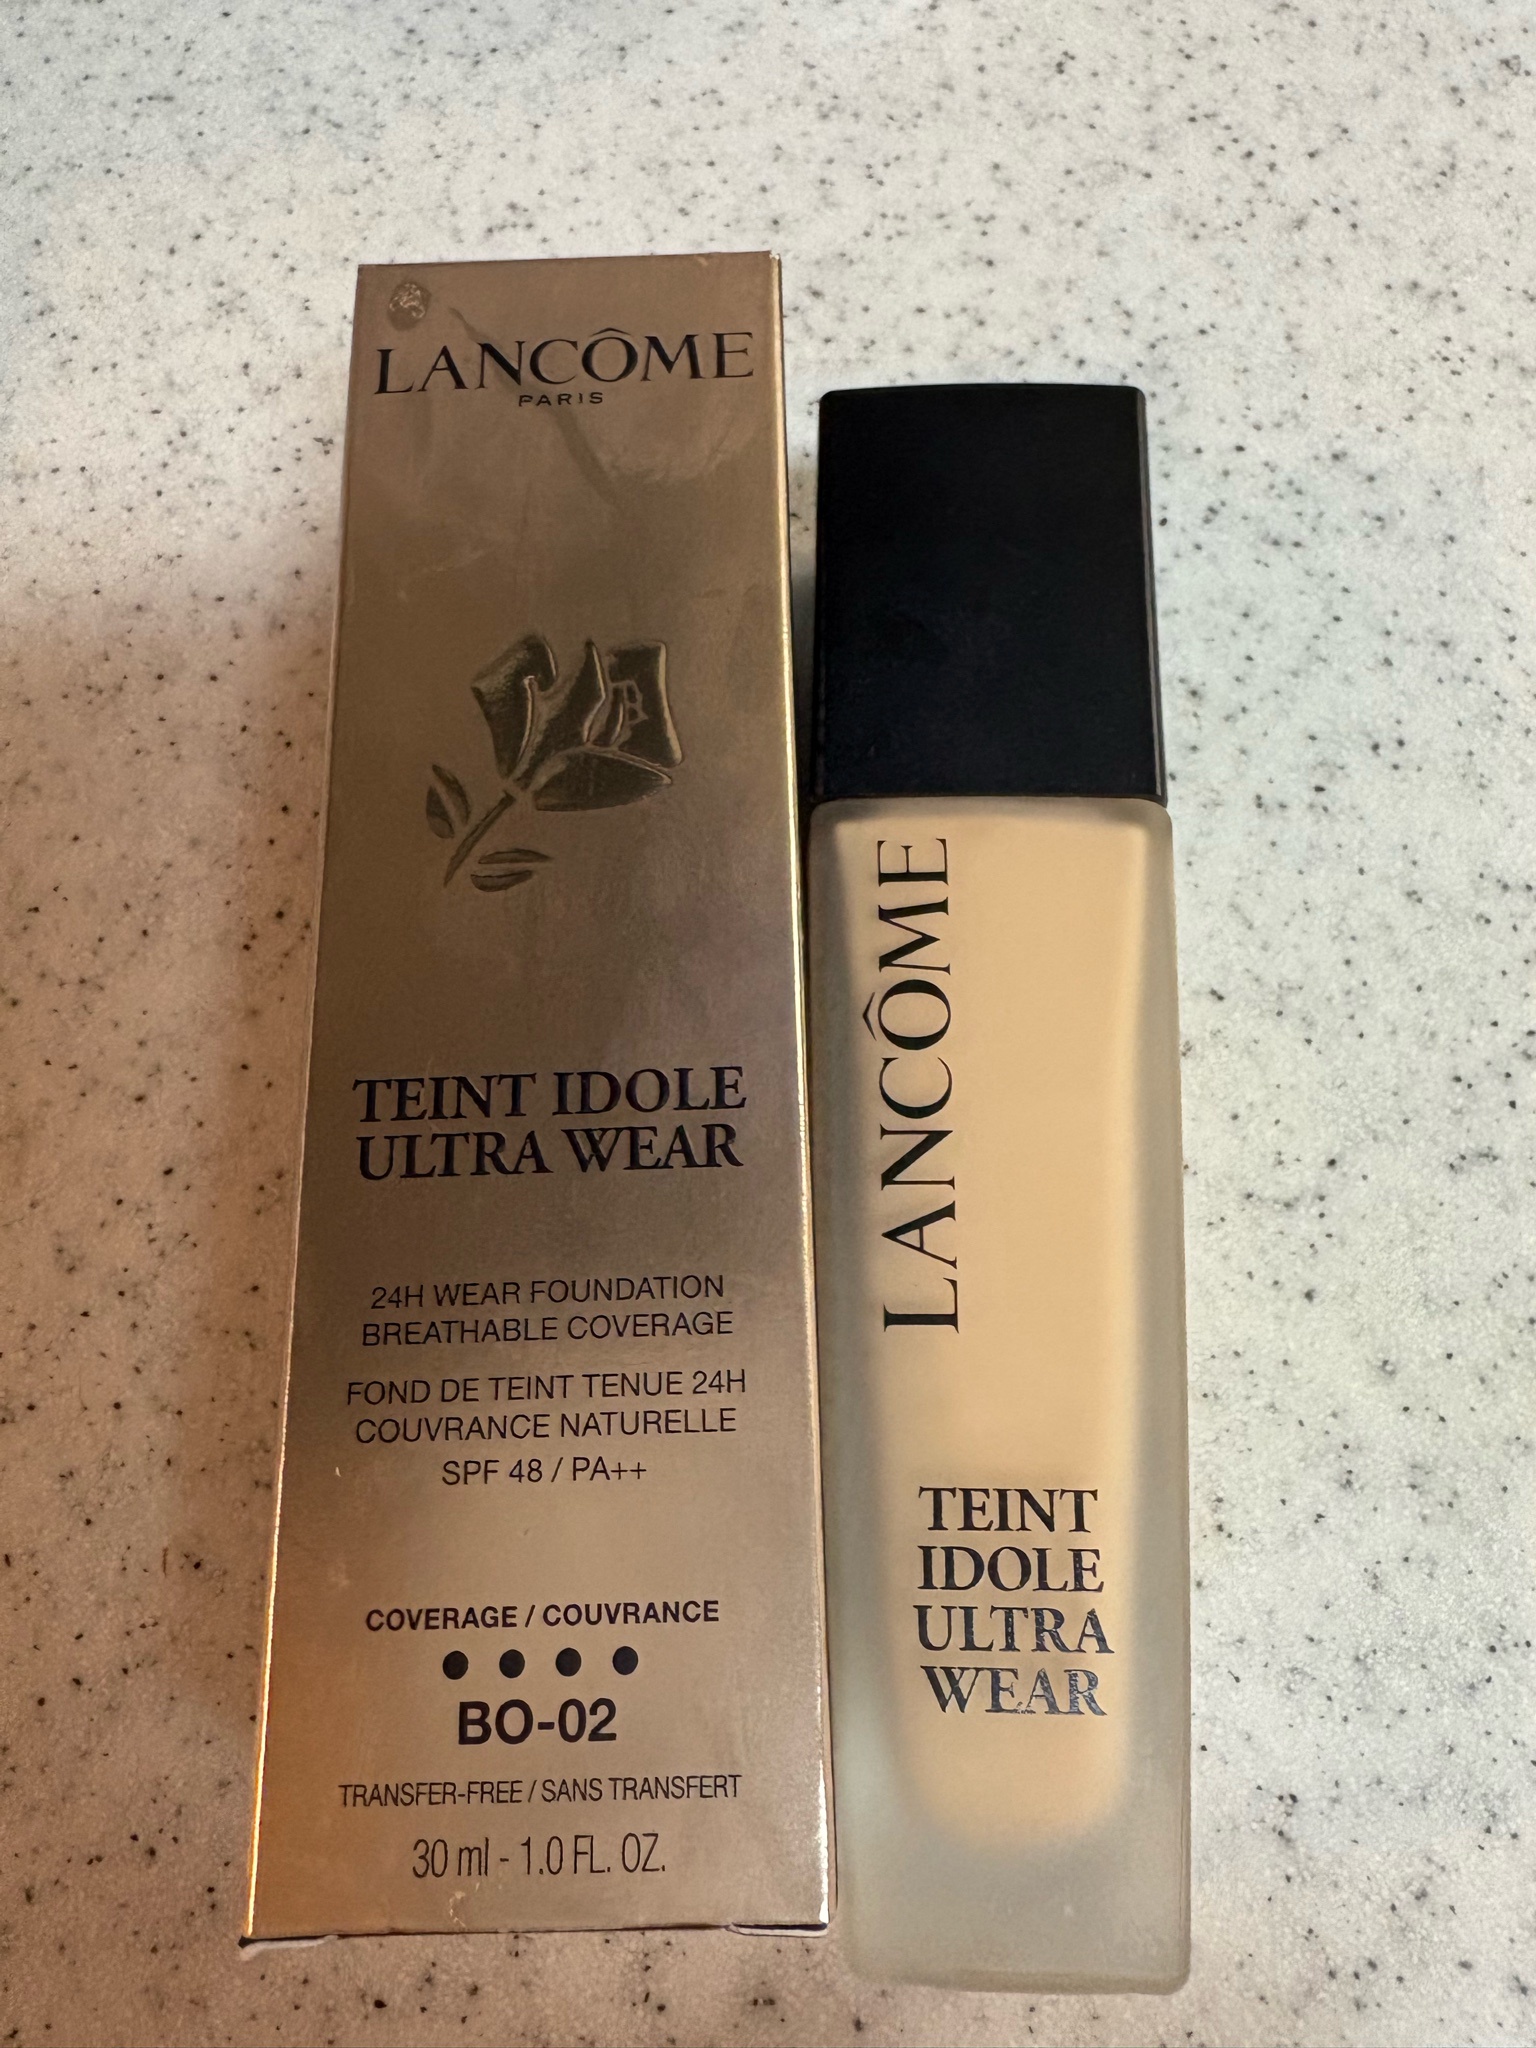 LANCÔME
PARIS
TEINT IDOLE
ULTRA WEAR
24H WEAR FOUNDATION
BREATHABLE COVERAGE
FOND DE TEINT TENUE 24H
COUVRANCE NATURELLE
SPF 48 / PA++
COVERAGE / COUVRANCE
BO-02
TRANSFER-FREE / SANS TRANSFERT
30 ml - 1.0 FL. OZ.
LANCÔME
TEINT
IDOLE
ULTRA
WEAR